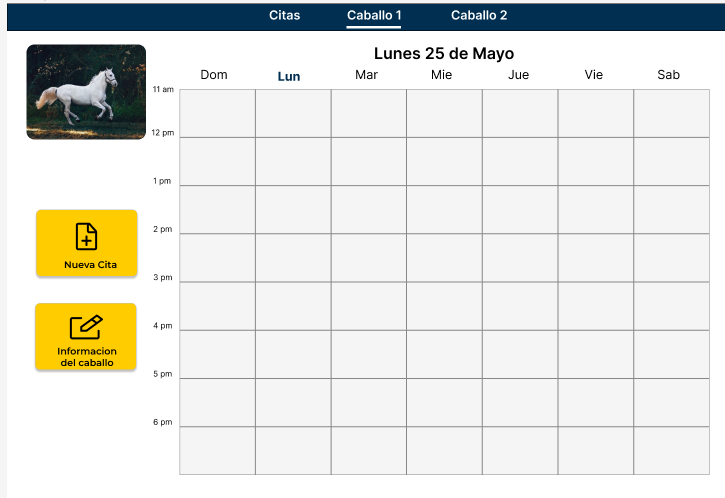 Citas Caballo 1 Caballo 2
Lunes 25 de Mayo
Dom Lun Mar Mie Jue Vie Sab
11 am
12 pm
1 pm
2 pm
3 pm
4 pm
5 pm
6 pm
Nueva Cita
Informacion
del caballo